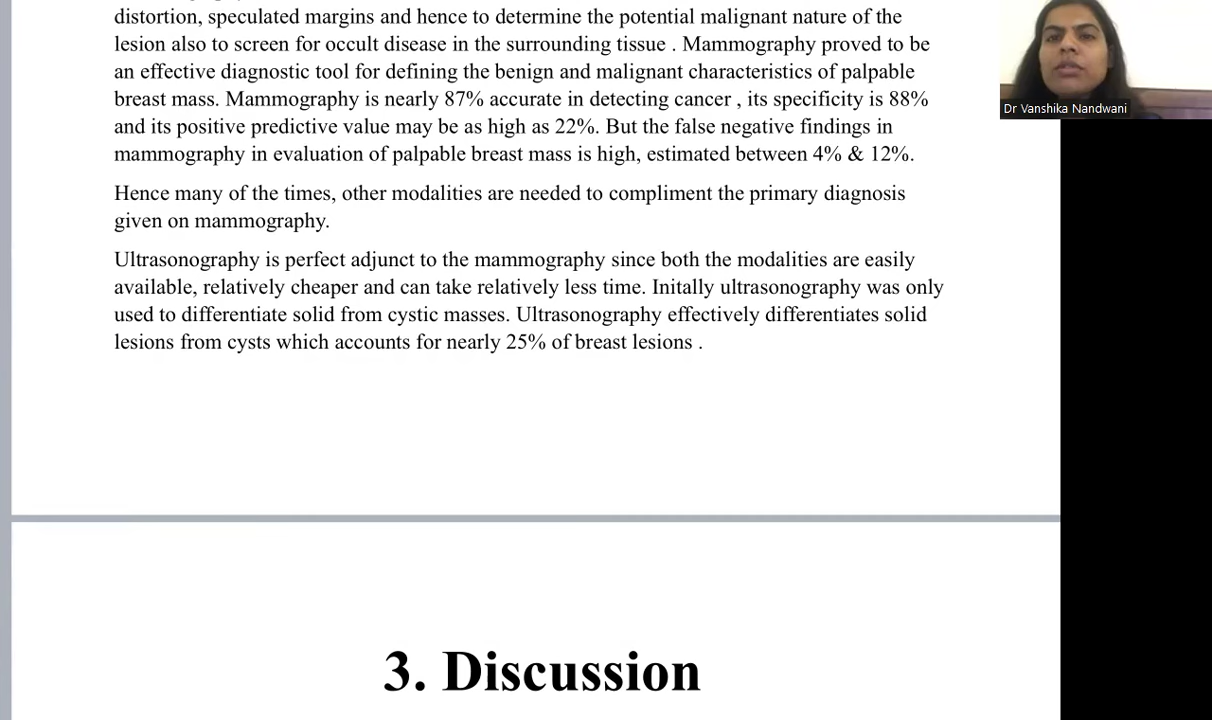 distortion, speculated margins and hence to determine the potential malignant nature of the
lesion also to screen for occult disease in the surrounding tissue . Mammography proved to be
an effective diagnostic tool for defining the benign and malignant characteristics of palpable
breast mass. Mammography is nearly 87% accurate in detecting cancer , its specificity is 88%
and its positive predictive value may be as high as 22%. But the false negative findings in
mammography in evaluation of palpable breast mass is high, estimated between 4% & 12%.
Hence many of the times, other modalities are needed to compliment the primary diagnosis
given on mammography.
Ultrasonography is perfect adjunct to the mammography since both the modalities are easily
available, relatively cheaper and can take relatively less time. Initally ultrasonography was only
used to differentiate solid from cystic masses. Ultrasonography effectively differentiates solid
lesions from cysts which accounts for nearly 25% of breast lesions .
3. Discussion
Dr Vanshika Nandwani